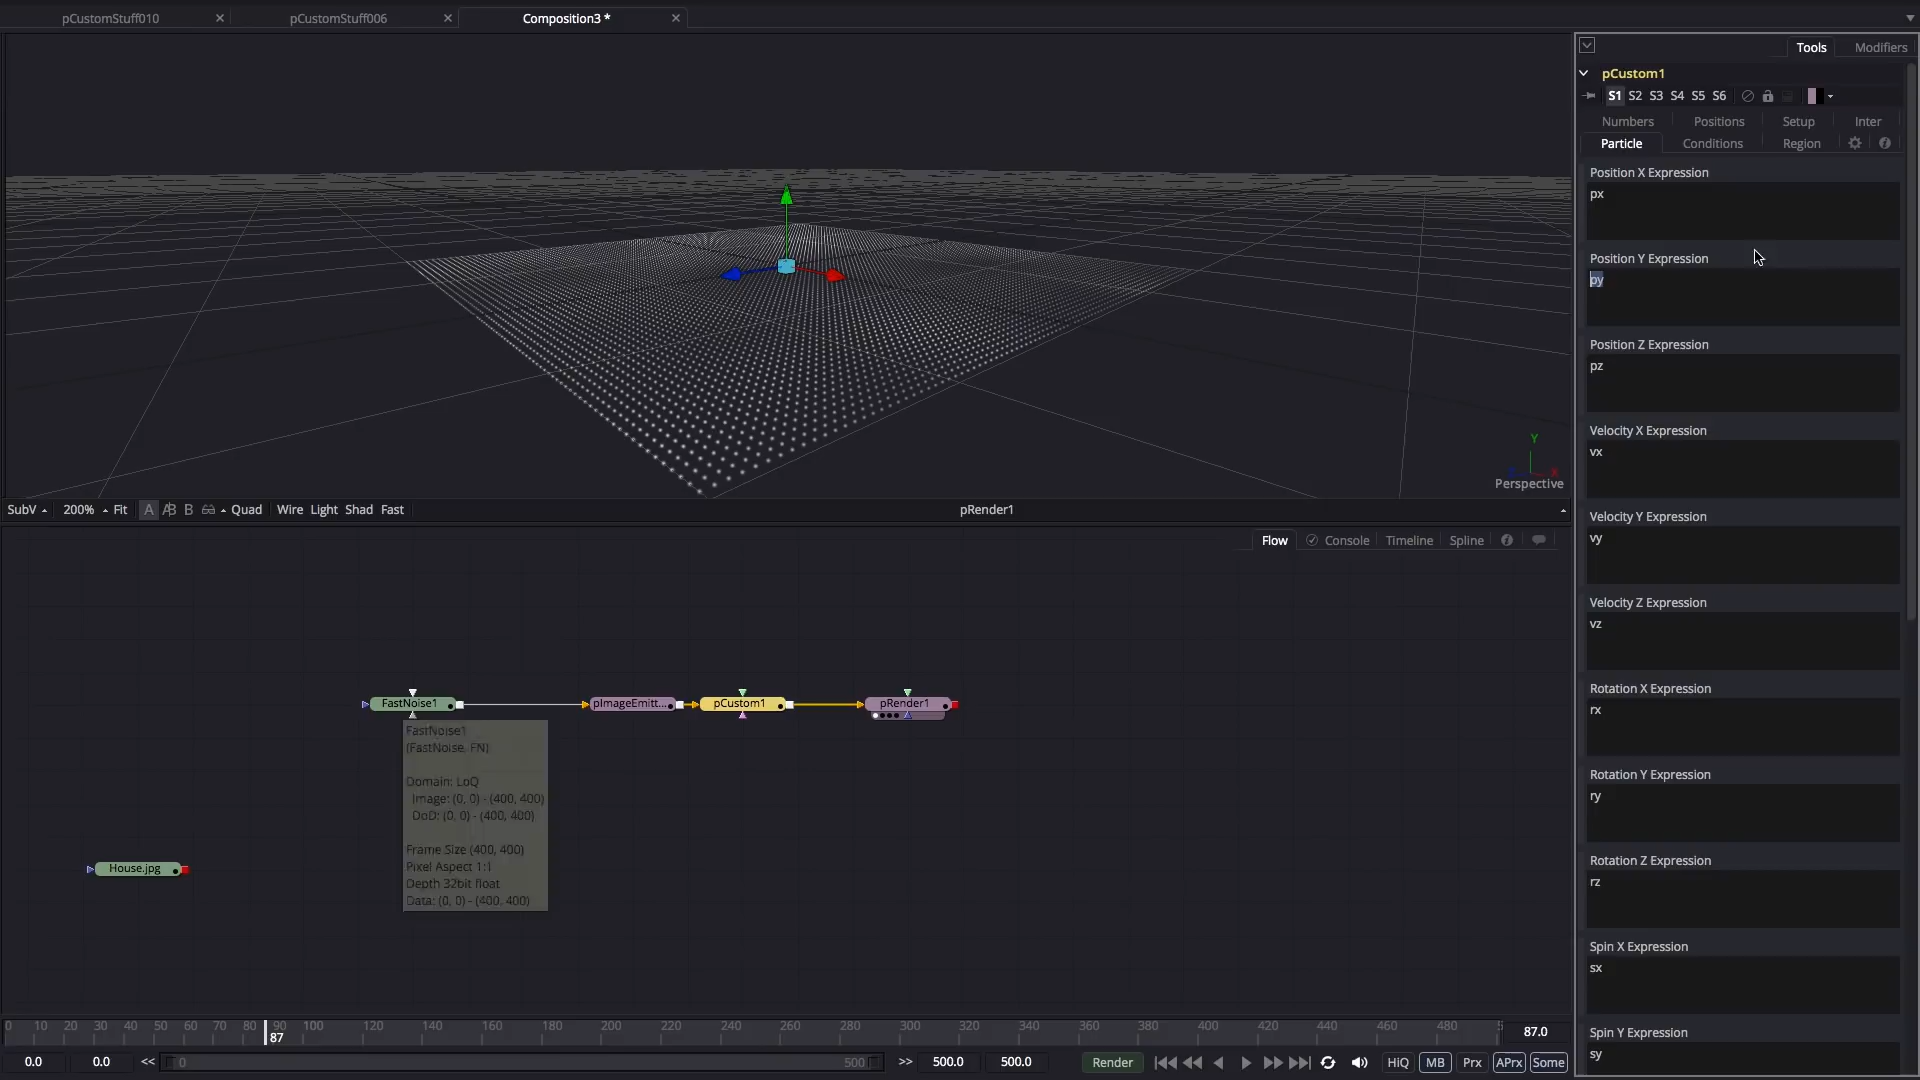 pCustomStuff010
pCustomStuff006
Composition3 *
Tools
Modifiers
pCustom1
S1 S2 S3 S4 S5 S6
Numbers
Positions
Setup
Inter
Particle
Conditions
Region
Position X Expression
px
Position Y Expression
py
Position Z Expression
pz
Velocity X Expression
vx
Velocity Y Expression
vy
Velocity Z Expression
vz
Rotation X Expression
rx
Rotation Y Expression
ry
Rotation Z Expression
rz
Spin X Expression
sx
Spin Y Expression
sy
Y
X
Perspective
SubV 200% Fit A B Quad Wire Light Shad Fast
pRender1
Flow
Console
Timeline
Spline
FastNoise1
pImageEmitt...
pCustom1
pRender1
FastNoise1
(FastNoise, FN)
Domain: LoQ
Image: (0, 0) - (400, 400)
DoD: (0, 0) - (400, 400)
Frame Size (400, 400)
Pixel Aspect 1:1
Depth 32bit float
Data: (0, 0) - (400, 400)
House.jpg
0 10 20 30 40 50 60 70 80 90 100 120 140 160 180 200 220 240 260 280 300 320 340 360 380 400 420 440 460 480
87
87.0
0.0 0.0 << 0 500 >> 500.0 500.0 Render HiQ MB Prx APrx Some